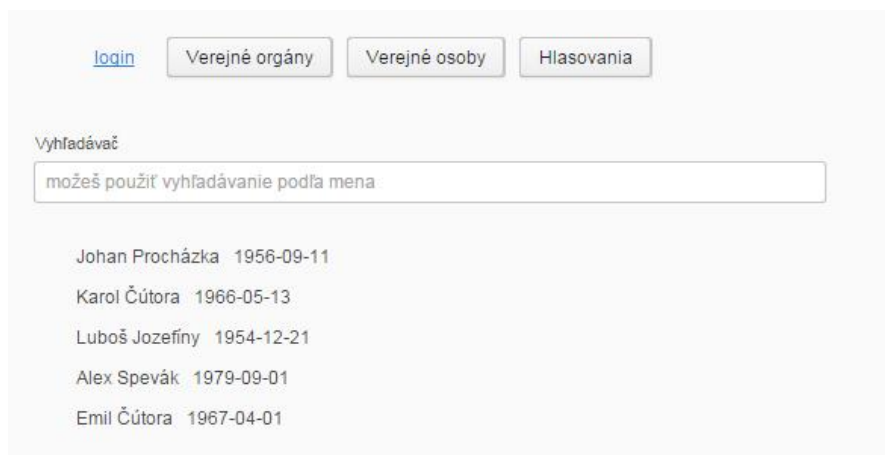 login Verejné orgány Verejné osoby Hlasovania
Vyhľadávač
možeš použiť vyhľadávanie podľa mena
Johan Procházka 1956-09-11
Karol Čútora 1966-05-13
Luboš Jozefíny 1954-12-21
Alex Spevák 1979-09-01
Emil Čútora 1967-04-01